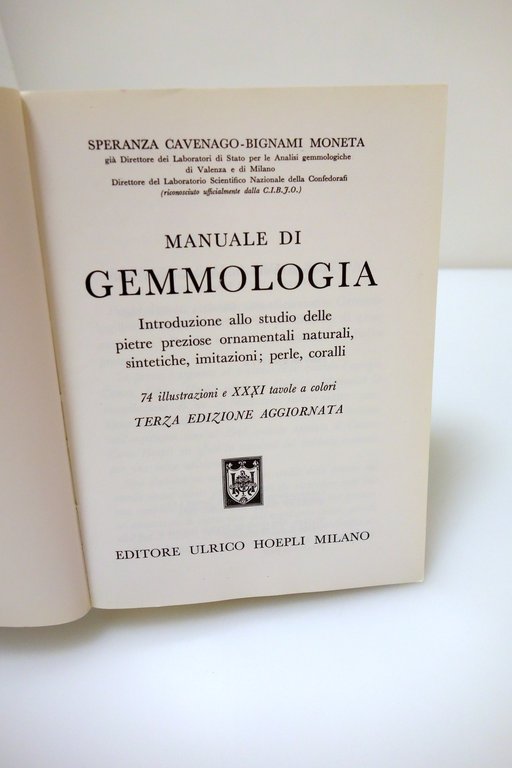 SPERANZA CAVENAGO-BIGNAMI MONETA
già Direttore dei Laboratori di Stato per le Analisi gemmologiche
di Valenza e di Milano
Direttore del Laboratorio Scientifico Nazionale della Confedorafi
(riconosciuto ufficialmente dalla C.I.B.J.O.)
MANUALE DI
GEMMOLOGIA
Introduzione allo studio delle
pietre preziose ornamentali naturali,
sintetiche, imitazioni; perle, coralli
74 illustrazioni e XXXI tavole a colori
TERZA EDIZIONE AGGIORNATA
EDITORE ULRICO HOEPLI MILANO